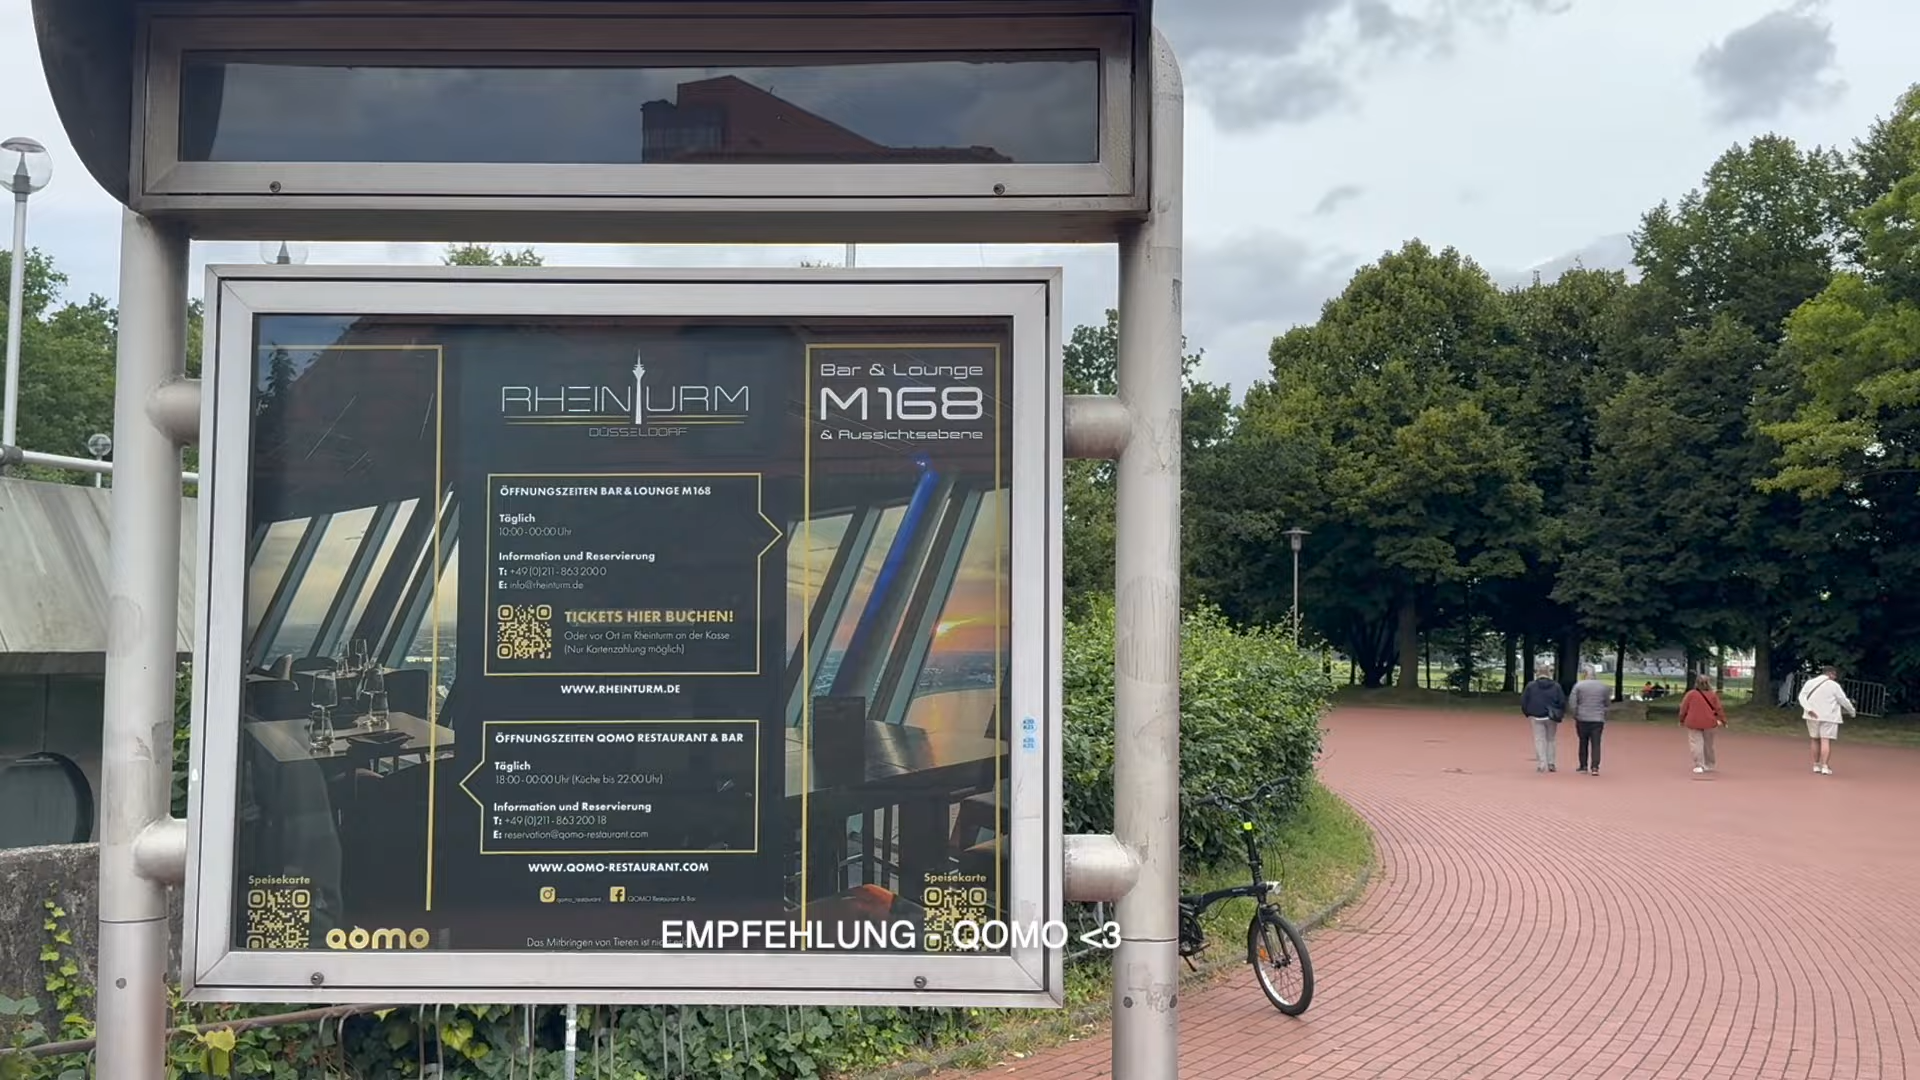 RHEINTURM
DÜSSELDORF
Bar & Lounge
M168
& Aussichtsebene
ÖFFNUNGSZEITEN BAR & LOUNGE M168
Täglich
10:00 - 00:00 Uhr
Information und Reservierung
T: +49 (0)211 - 863 200 0
E: info@rheinturm.de
TICKETS HIER BUCHEN!
Oder vor Ort im Rheinturm an der Kasse
(Nur Kartenzahlung möglich)
WWW.RHEINTURM.DE
ÖFFNUNGSZEITEN QOMO RESTAURANT & BAR
Täglich
18:00 - 00:00 Uhr (Küche bis 22:00 Uhr)
Information und Reservierung
T: +49 (0)211 - 863 200 18
E: reservation@qomo-restaurant.com
WWW.QOMO-RESTAURANT.COM
qomo_restaurant
QOMO Restaurant & Bar
Speisekarte
Speisekarte
qomo
Das Mitbringen von Tieren ist
EMPFEHLUNG - QOMO <3